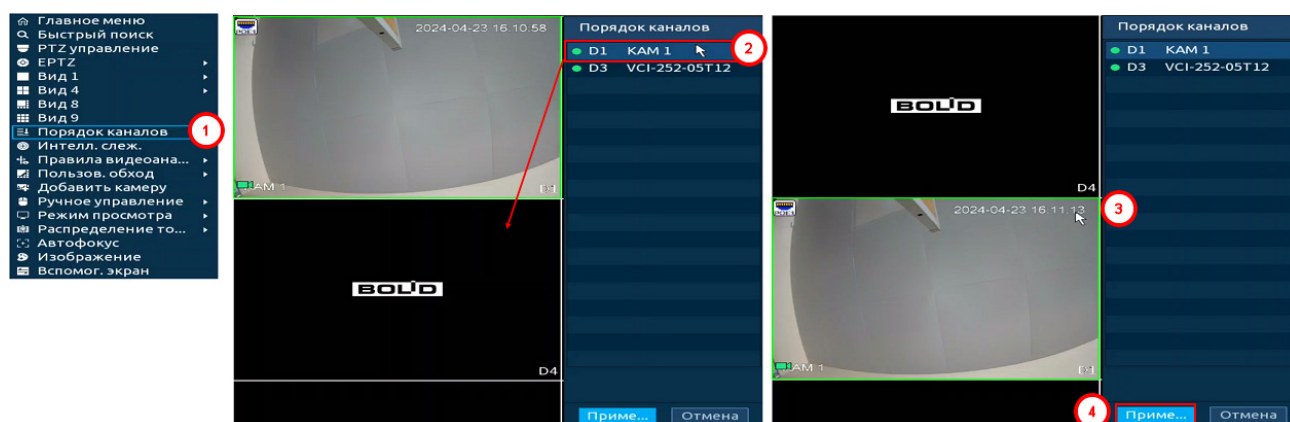 Главное меню
Быстрый поиск
PTZ управление
EPTZ
Вид 1
Вид 4
Вид 8
Вид 9
Порядок каналов
Интелл. слеж.
Правила видеоана...
Пользов. обход
Добавить камеру
Ручное управление
Режим просмотра
Распределение то...
Автофокус
Изображение
Вспомог. экран
1
2024-04-23 16:10:58
D1
BOLID
D4
Порядок каналов
D1 КАМ 1
D3 VCI-252-05T12
2
Приме... Отмена
BOLID
D4
2024-04-23 16:11:13
3
Порядок каналов
D1 КАМ 1
D3 VCI-252-05T12
4
Приме... Отмена